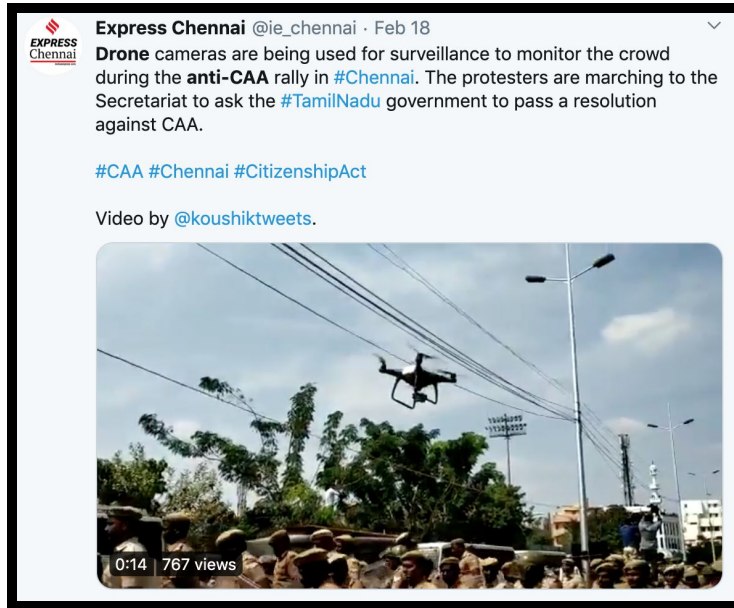 Express Chennai @ie_chennai · Feb 18
EXPRESS
Chennai
Drone cameras are being used for surveillance to monitor the crowd
during the anti-CAA rally in #Chennai. The protesters are marching to the
Secretariat to ask the #TamilNadu government to pass a resolution
against CAA.
#CAA #Chennai #CitizenshipAct
Video by @koushiktweets.
0:14 | 767 views